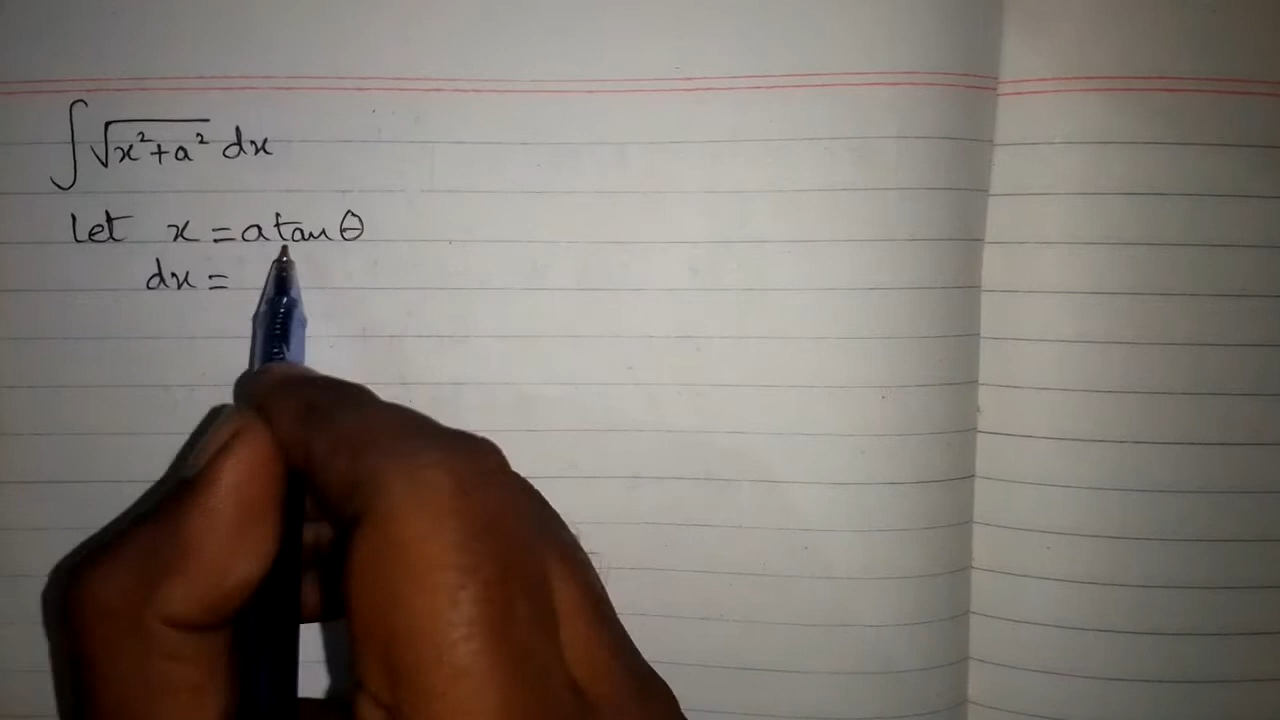 ∫√x²+a² dx
Let x = a tan θ
dx =